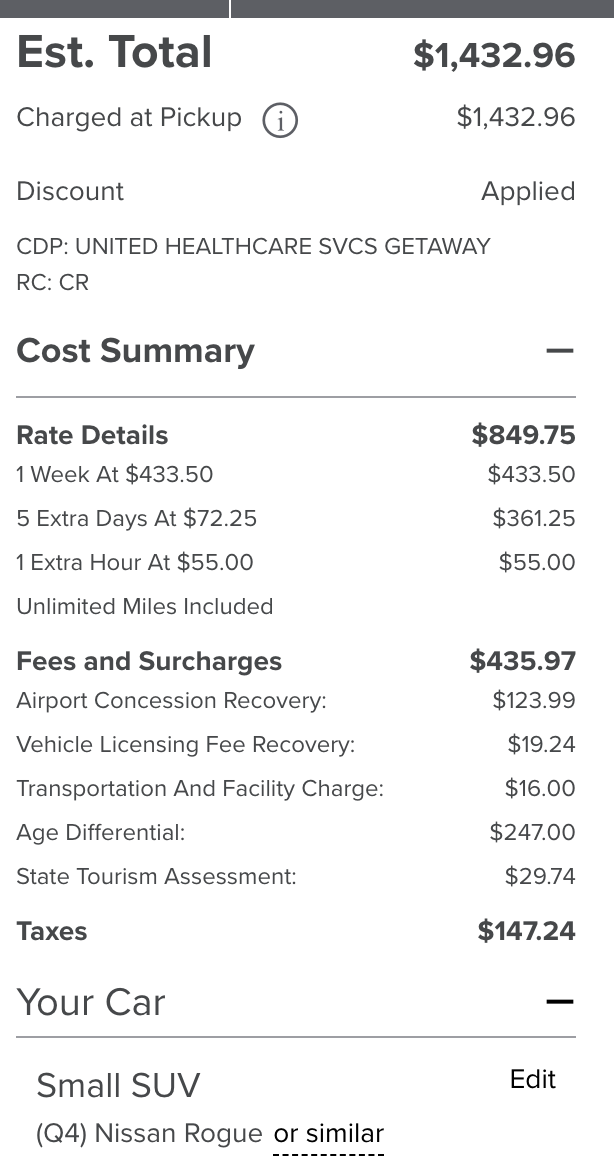 Est. Total $1,432.96
Charged at Pickup i $1,432.96
Discount Applied
CDP: UNITED HEALTHCARE SVCS GETAWAY
RC: CR
Cost Summary —
Rate Details $849.75
1 Week At $433.50 $433.50
5 Extra Days At $72.25 $361.25
1 Extra Hour At $55.00 $55.00
Unlimited Miles Included
Fees and Surcharges $435.97
Airport Concession Recovery: $123.99
Vehicle Licensing Fee Recovery: $19.24
Transportation And Facility Charge: $16.00
Age Differential: $247.00
State Tourism Assessment: $29.74
Taxes $147.24
Your Car —
Small SUV Edit
(Q4) Nissan Rogue or similar